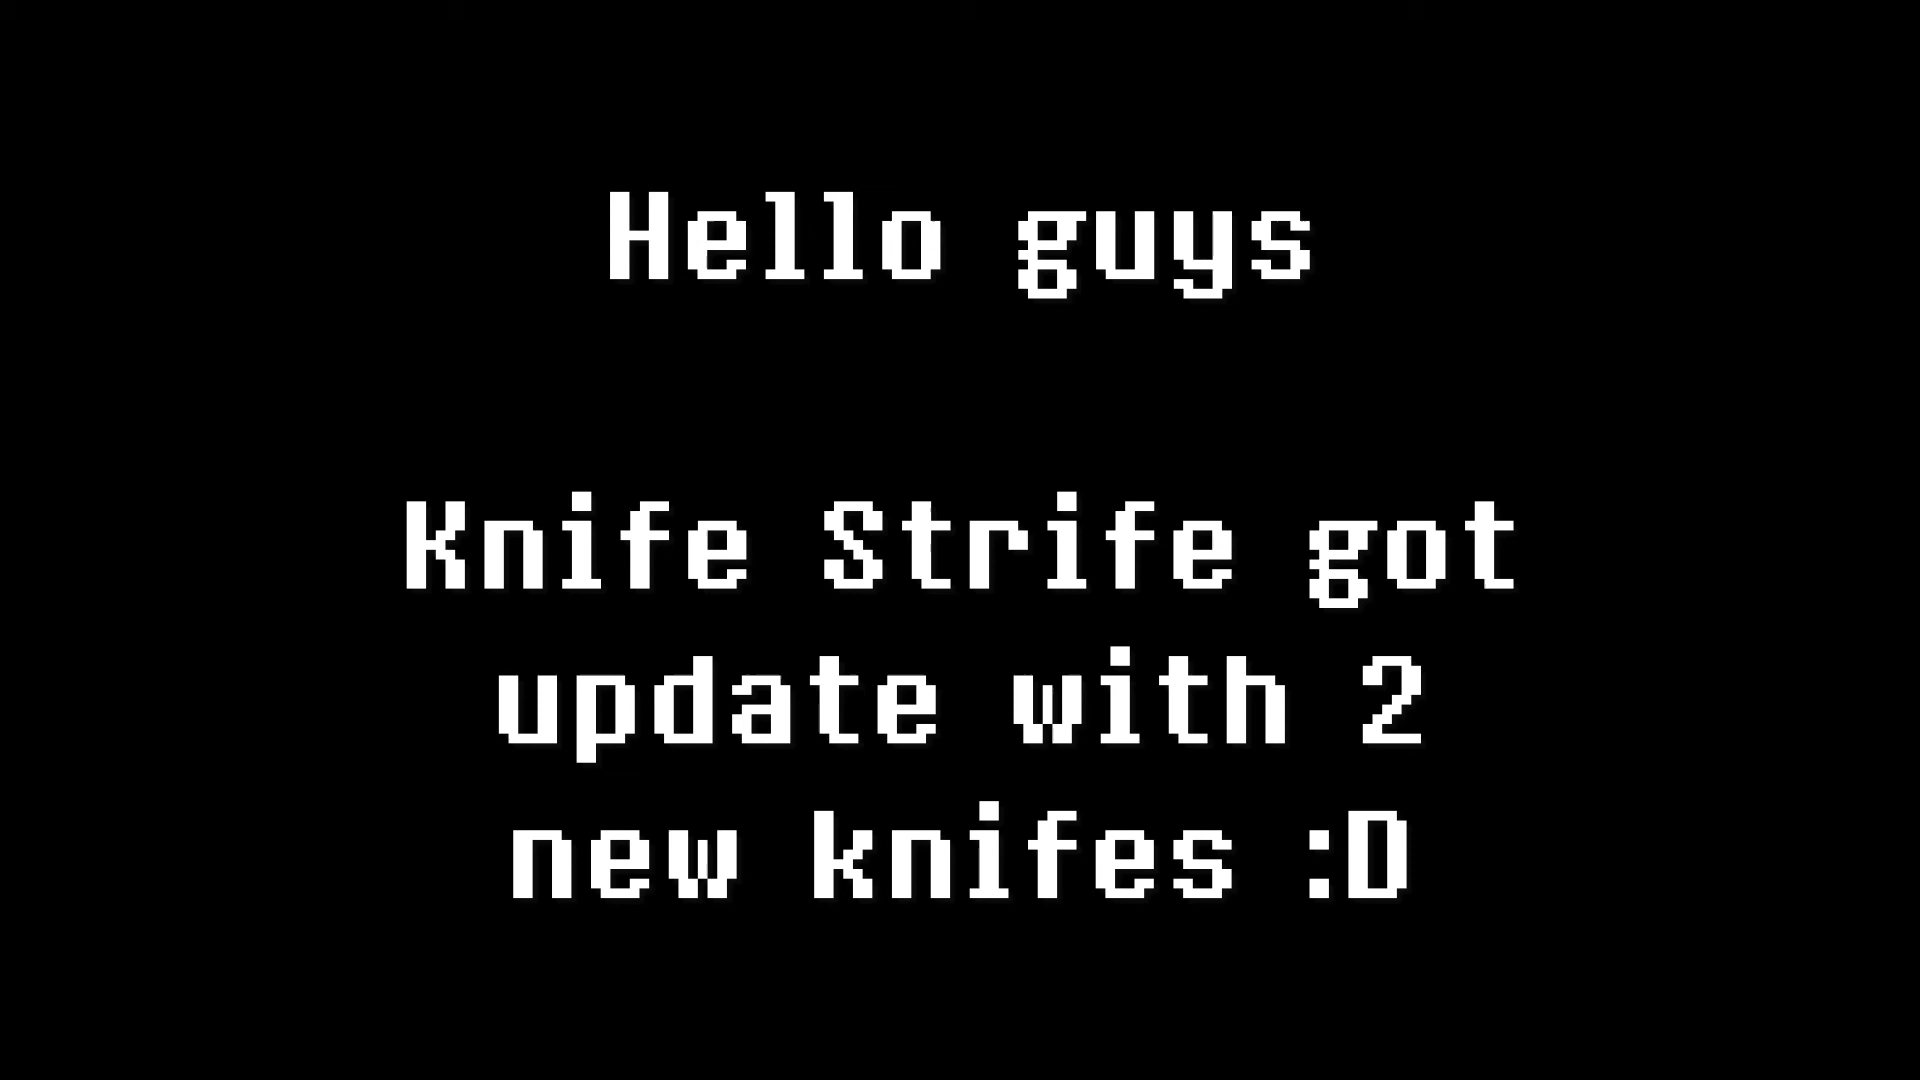 Hello guys
Knife Strife got
update with 2
new knifes :D